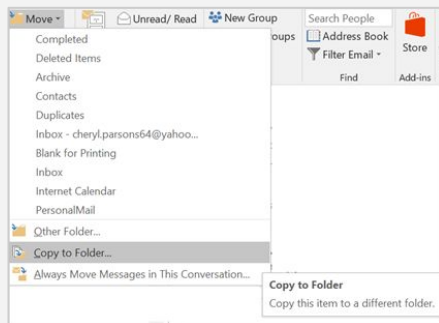 Move
Unread/ Read
New Group
Search People
ups
Address Book
Filter Email
Store
Find
Add-ins
Completed
Deleted Items
Archive
Contacts
Duplicates
Inbox - cheryl.parsons64@yahoo...
Blank for Printing
Inbox
Internet Calendar
PersonalMail
Other Folder...
Copy to Folder...
Always Move Messages in This Conversation...
Copy to Folder
Copy this item to a different folder.